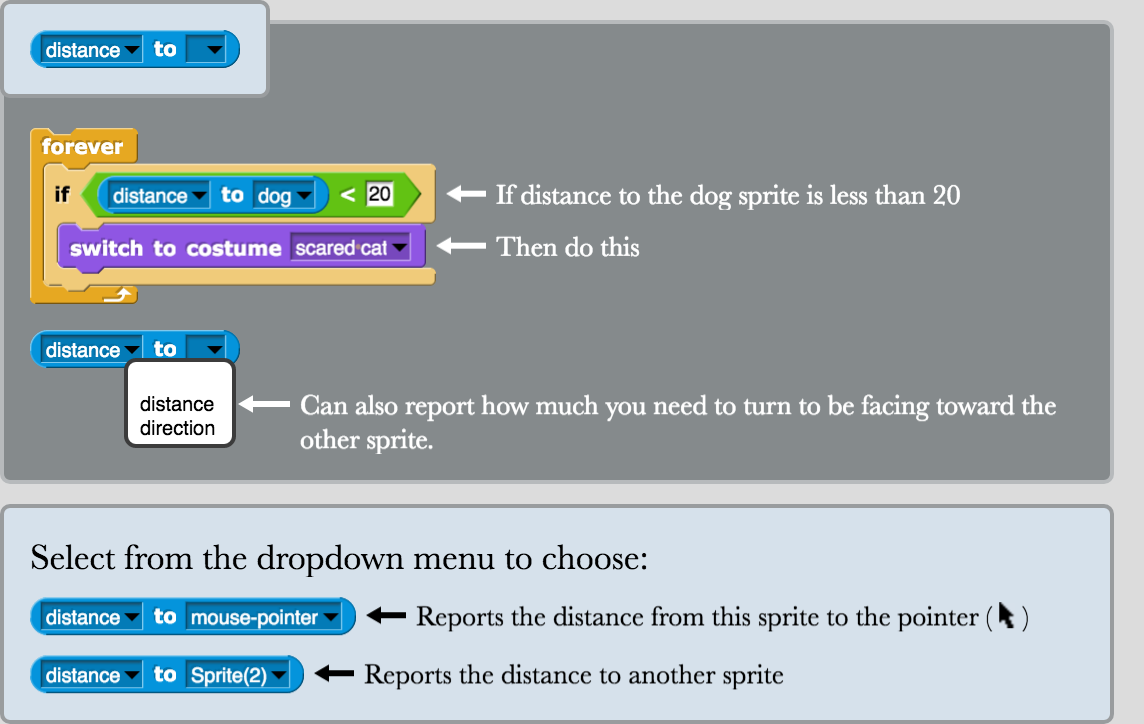 distance to
forever
if distance to dog < 20
If distance to the dog sprite is less than 20
switch to costume scared cat
Then do this
distance to
distance
direction
Can also report how much you need to turn to be facing toward the
other sprite.
Select from the dropdown menu to choose:
distance to mouse-pointer
Reports the distance from this sprite to the pointer ( )
distance to Sprite(2)
Reports the distance to another sprite